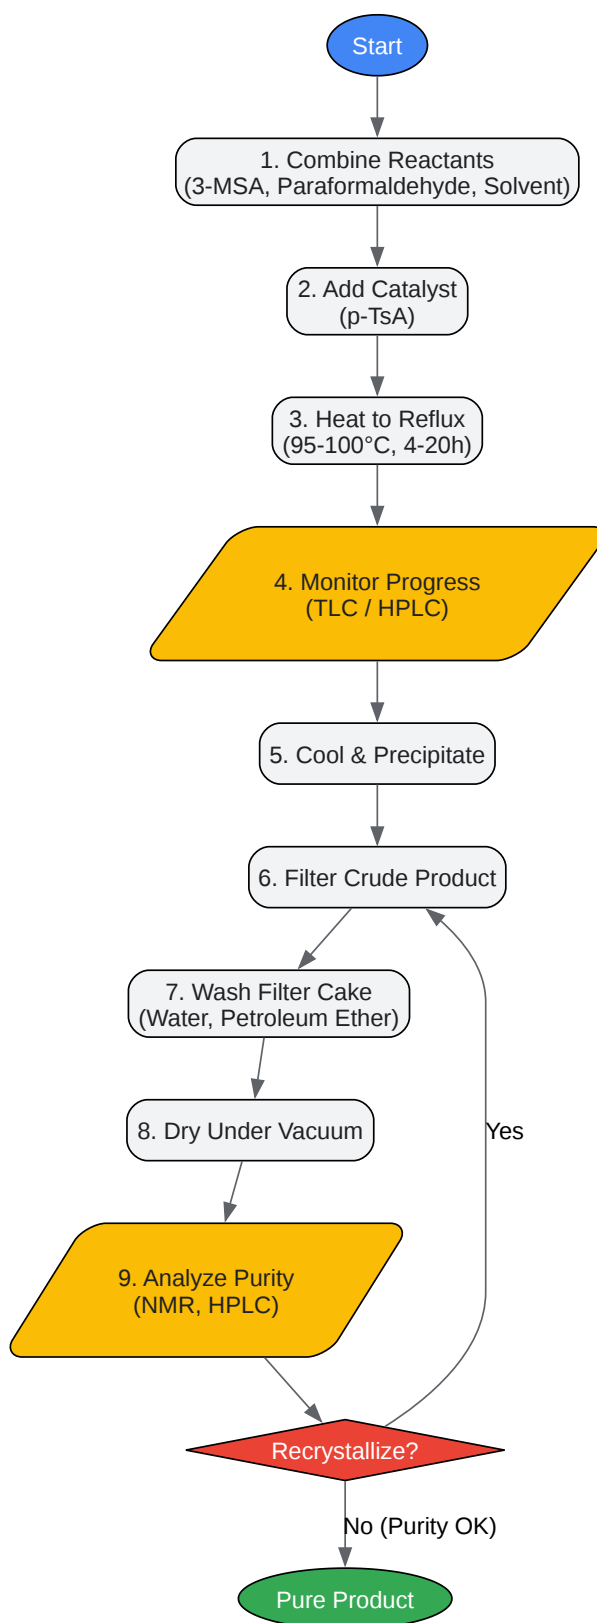 Start
1. Combine Reactants
(3-MSA, Paraformaldehyde, Solvent)
2. Add Catalyst
(p-TsA)
3. Heat to Reflux
(95-100°C, 4-20h)
4. Monitor Progress
(TLC / HPLC)
5. Cool & Precipitate
6. Filter Crude Product
7. Wash Filter Cake
(Water, Petroleum Ether)
8. Dry Under Vacuum
Yes
9. Analyze Purity
(NMR, HPLC)
Recrystallize?
No (Purity OK)
Pure Product